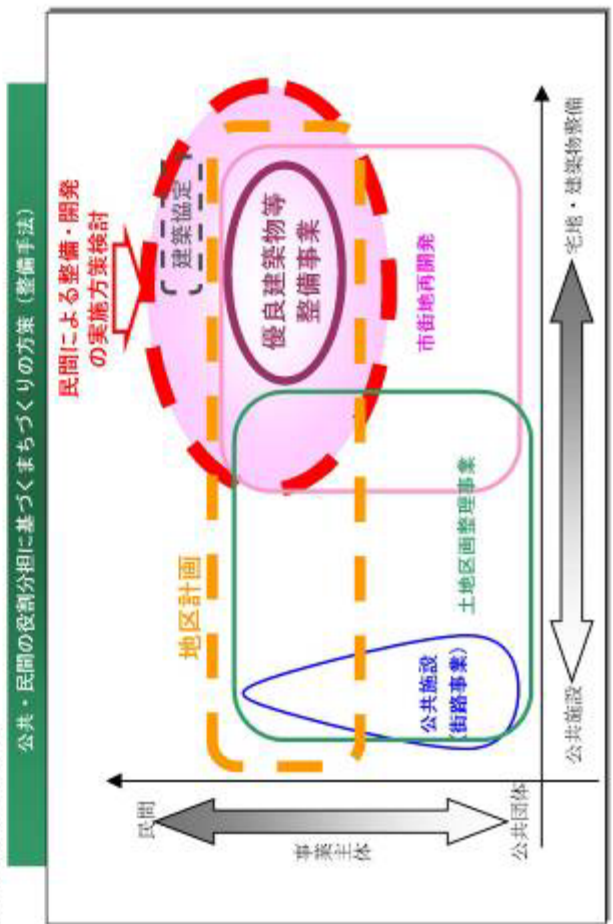 公共・民間の役割分担に基づくまちづくりの方策（整備手法）
民間による整備・開発
の実施方策検討
建築協定
地区計画
優良建築物等
整備事業
市街地再開発
土地区画整理事業
公共施設
（街路事業）
民間
事業主体
公共団体
公共施設
宅地・建築物整備